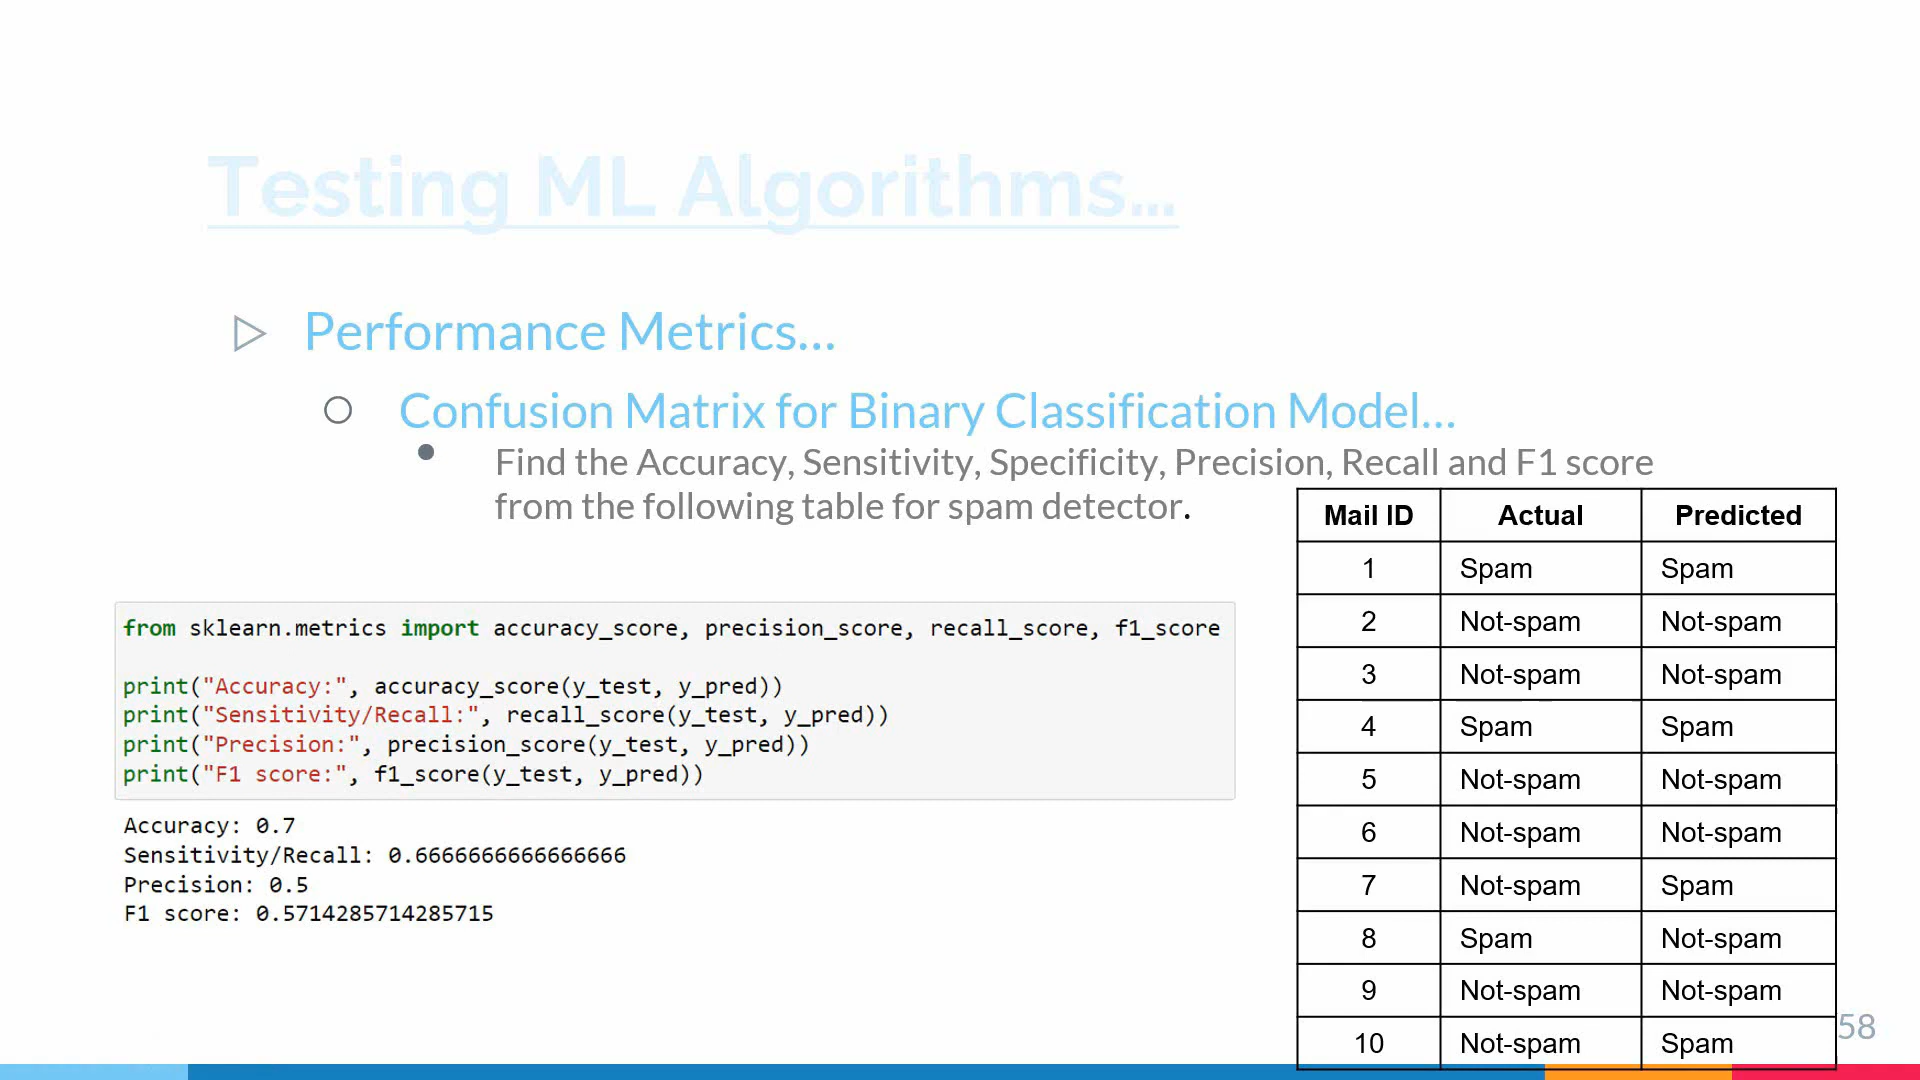 Testing ML Algorithms...
Performance Metrics...
Confusion Matrix for Binary Classification Model...
Find the Accuracy, Sensitivity, Specificity, Precision, Recall and F1 score
from the following table for spam detector.
from sklearn.metrics import accuracy_score, precision_score, recall_score, f1_score
print("Accuracy:", accuracy_score(y_test, y_pred))
print("Sensitivity/Recall:", recall_score(y_test, y_pred))
print("Precision:", precision_score(y_test, y_pred))
print("F1 score:", f1_score(y_test, y_pred))
Accuracy: 0.7
Sensitivity/Recall: 0.6666666666666666
Precision: 0.5
F1 score: 0.5714285714285715
Mail ID Actual Predicted
1 Spam Spam
2 Not-spam Not-spam
3 Not-spam Not-spam
4 Spam Spam
5 Not-spam Not-spam
6 Not-spam Not-spam
7 Not-spam Spam
8 Spam Not-spam
9 Not-spam Not-spam
10 Not-spam Spam
58